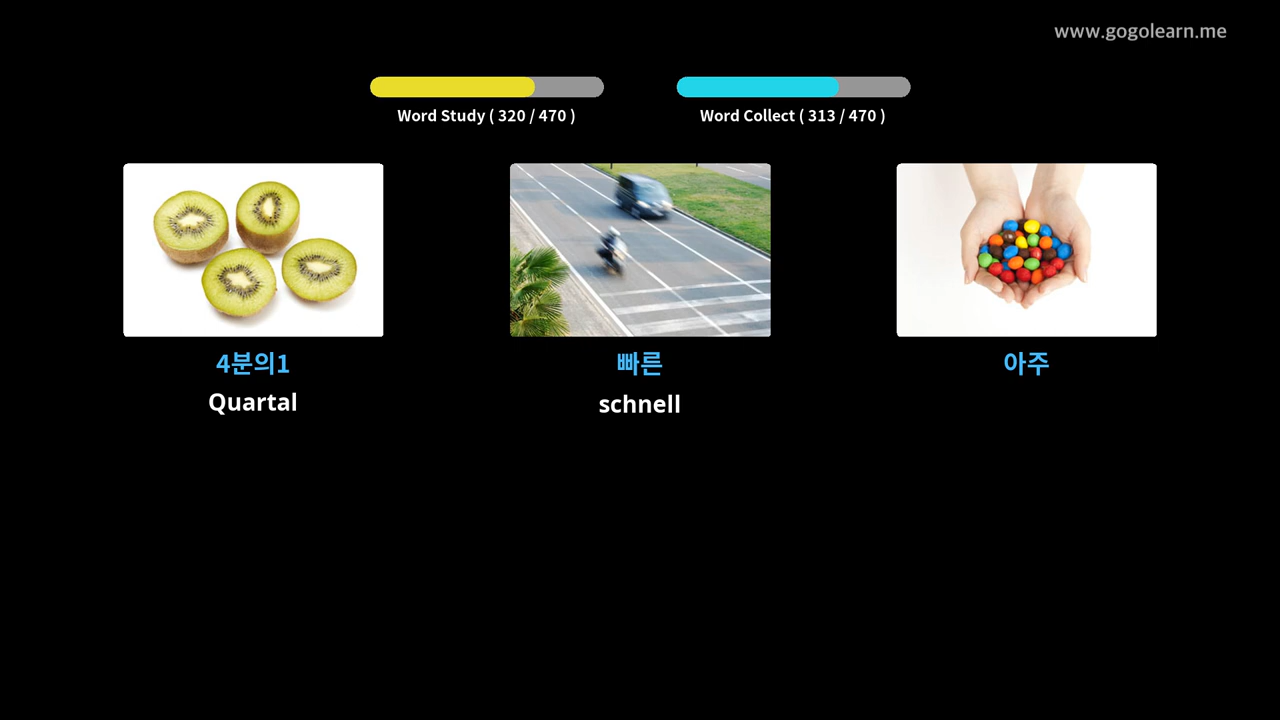 www.gogolearn.me
Word Study ( 320 / 470 )
Word Collect ( 313 / 470 )
4분의1
빠른
아주
Quartal
schnell